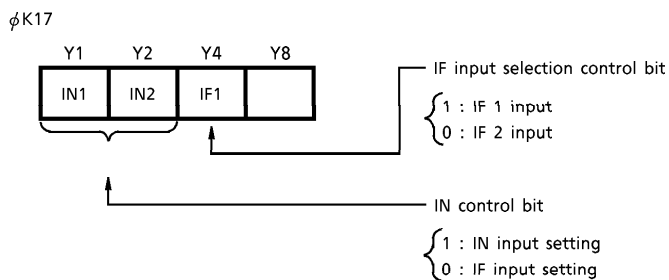 φK17
Y1 Y2 Y4 Y8
IN1 IN2 IF1
IF input selection control bit
1 : IF 1 input
0 : IF 2 input
IN control bit
1 : IN input setting
0 : IF input setting